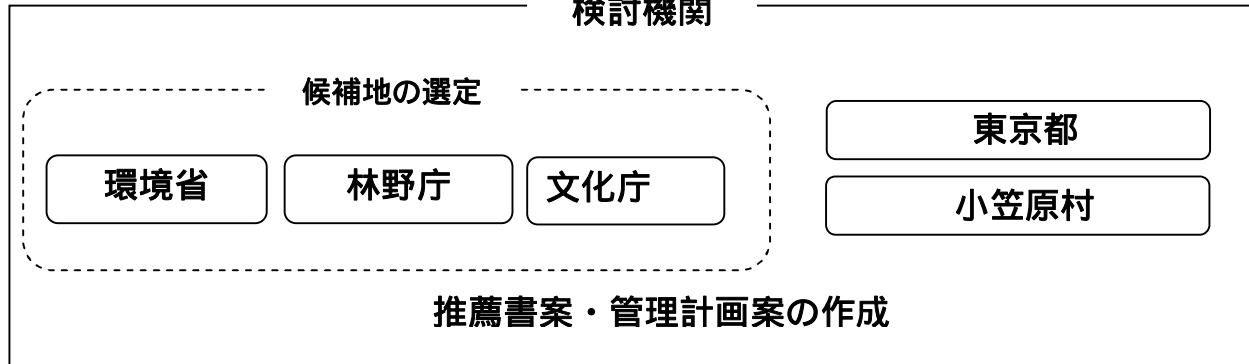 検討機関
候補地の選定
環境省
林野庁
文化庁
東京都
小笠原村
推薦書案・管理計画案の作成